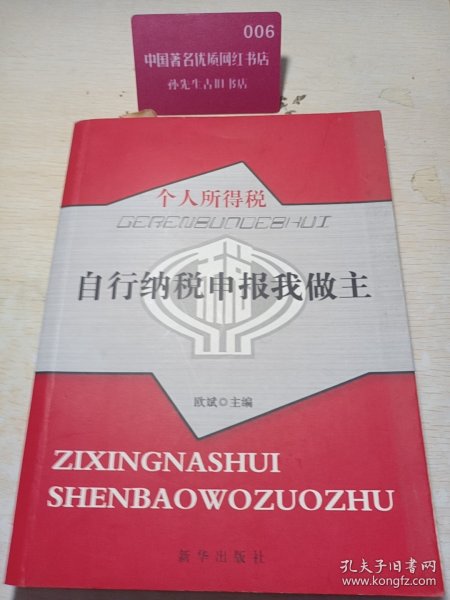 006
中国著名优质网红书店
孙先生古旧书店
个人所得税
GERENSUODESHUI
自行纳税申报我做主
欧斌◎主编
ZIXINGNASHUI
SHENBAOWOZUOZHU
新华出版社
孔夫子旧书网
www.kongfz.com